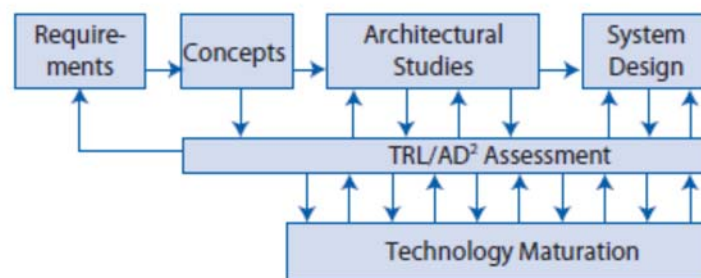 Require-
ments
Concepts
Architectural
Studies
System
Design
TRL/AD² Assessment
Technology Maturation